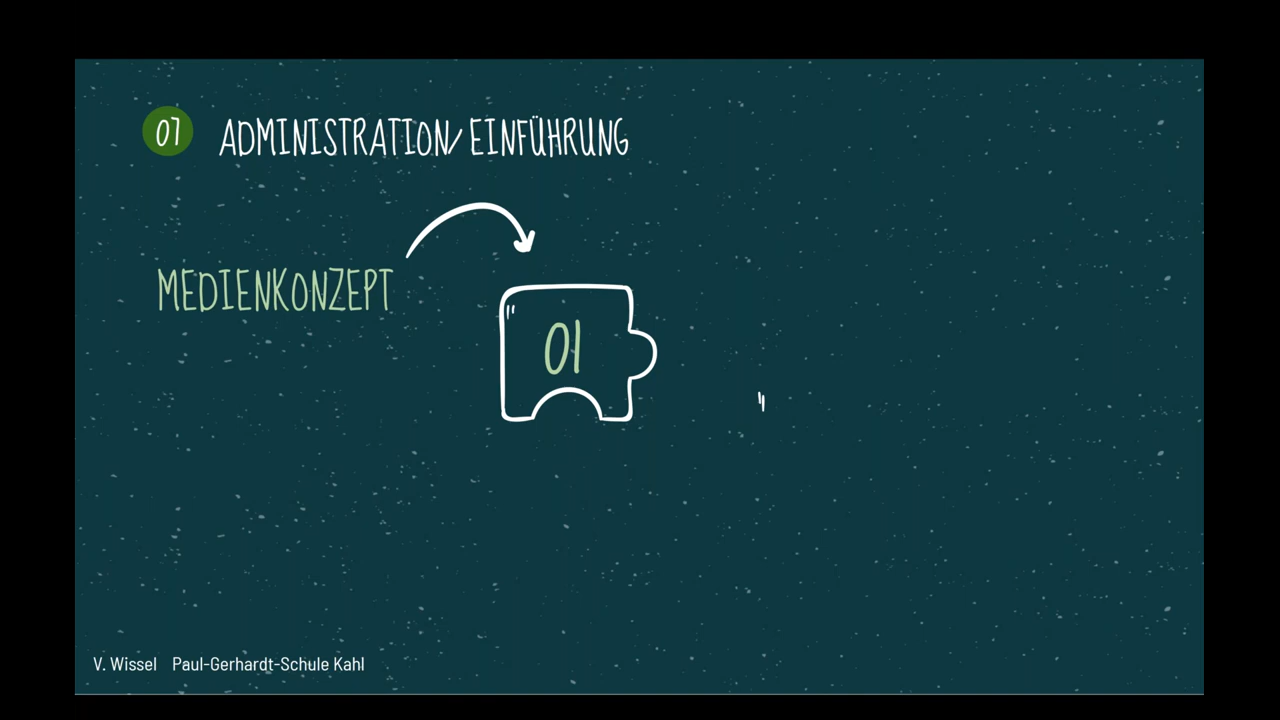 07 ADMINISTRATION/ EINFÜHRUNG
MEDIENKONZEPT
01
V. Wissel Paul-Gerhardt-Schule Kahl